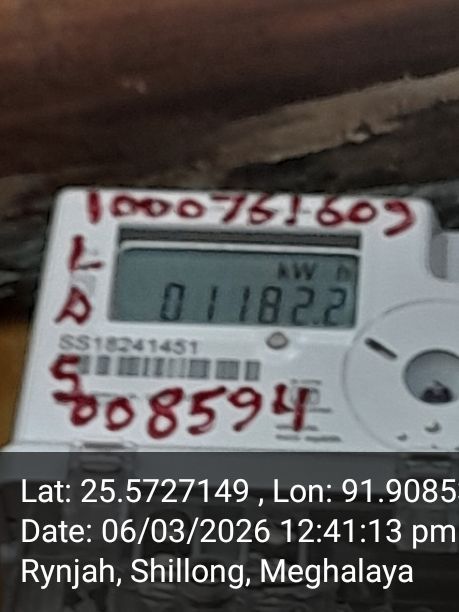 1000761609
L
kW h
D
01182.2
SS18241451
S
008594
Lat: 25.5727149 , Lon: 91.9085
Date: 06/03/2026 12:41:13 pm
Rynjah, Shillong, Meghalaya